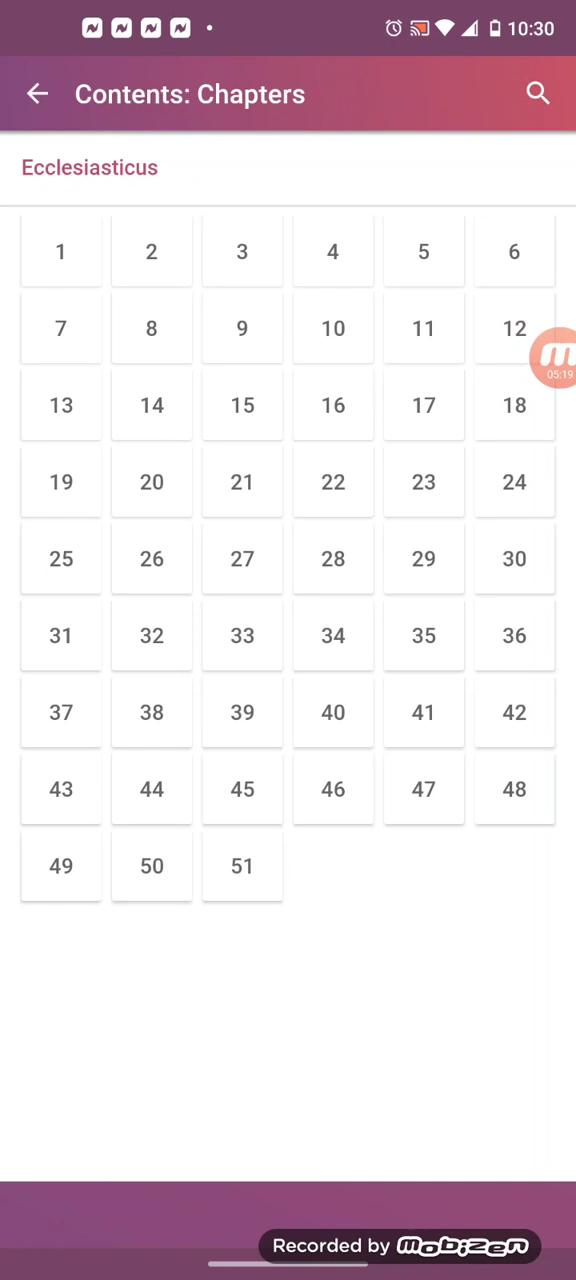 10:30
Contents: Chapters
Ecclesiasticus
1 2 3 4 5 6
7 8 9 10 11 12
m
05:19
13 14 15 16 17 18
19 20 21 22 23 24
25 26 27 28 29 30
31 32 33 34 35 36
37 38 39 40 41 42
43 44 45 46 47 48
49 50 51
Recorded by mobizen